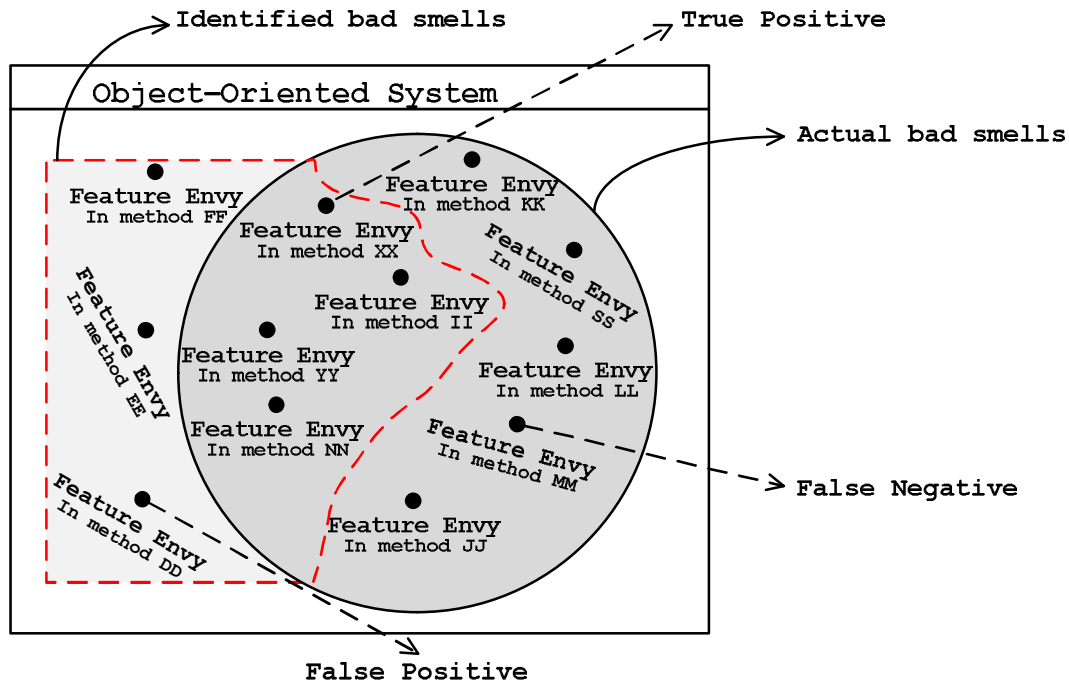 Identified bad smells
True Positive
Object-Oriented System
Actual bad smells
Feature Envy
In method FF
Feature Envy
In method KK
Feature Envy
In method XX
Feature Envy
In method SS
Feature Envy
In method II
Feature Envy
In method EE
Feature Envy
In method YY
Feature Envy
In method LL
Feature Envy
In method NN
Feature Envy
In method MM
False Negative
Feature Envy
In method DD
Feature Envy
In method JJ
False Positive